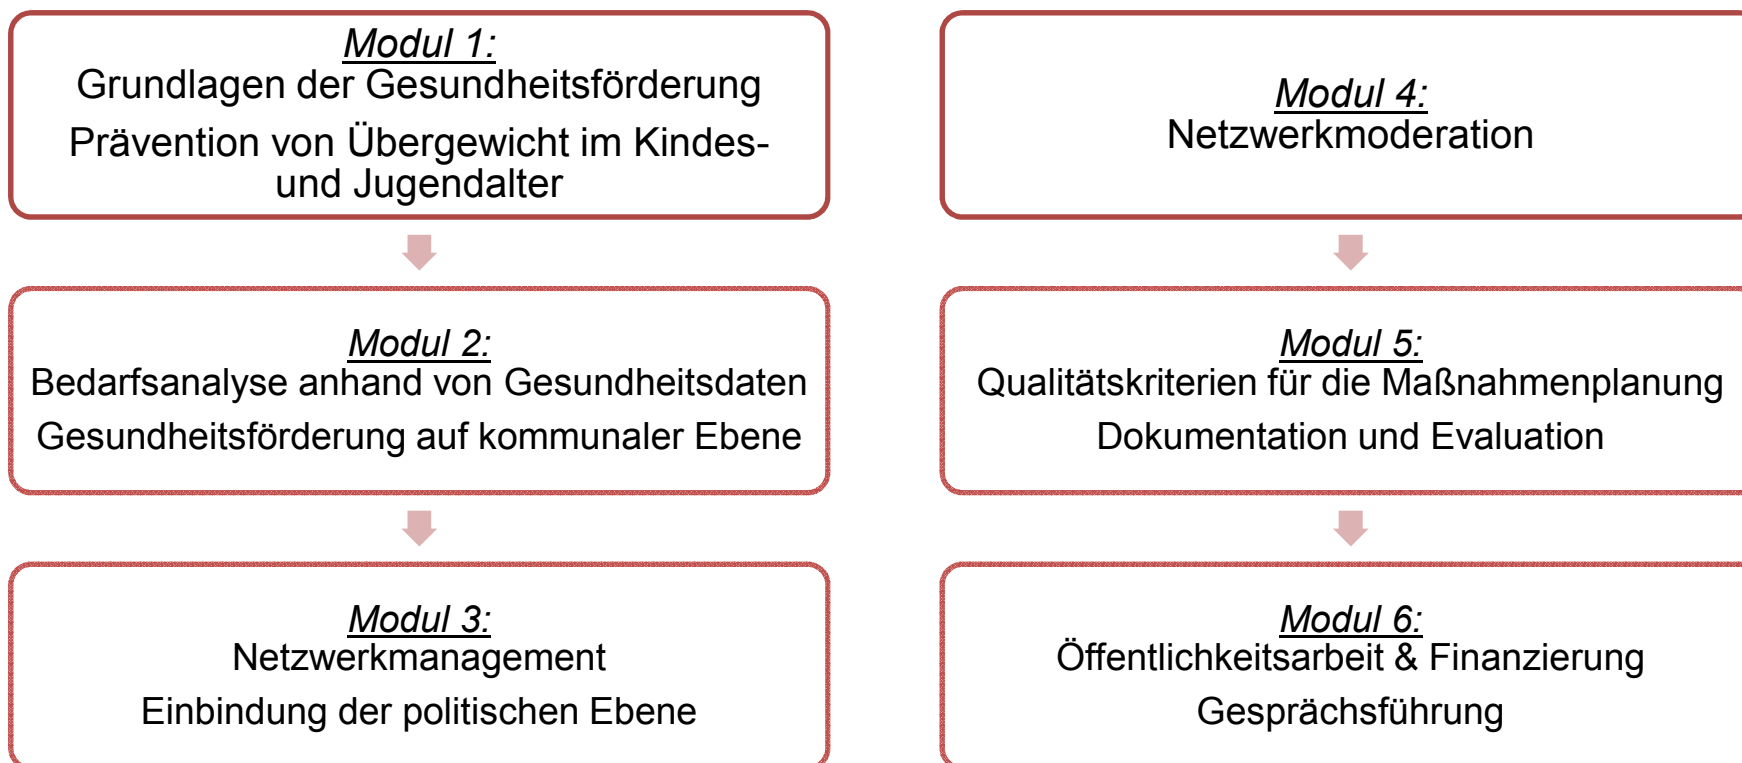 Modul 1:
Grundlagen der Gesundheitsförderung
Prävention von Übergewicht im Kindes-
und Jugendalter
Modul 2:
Bedarfsanalyse anhand von Gesundheitsdaten
Gesundheitsförderung auf kommunaler Ebene
Modul 3:
Netzwerkmanagement
Einbindung der politischen Ebene
Modul 4:
Netzwerkmoderation
Modul 5:
Qualitätskriterien für die Maßnahmenplanung
Dokumentation und Evaluation
Modul 6:
Öffentlichkeitsarbeit & Finanzierung
Gesprächsführung